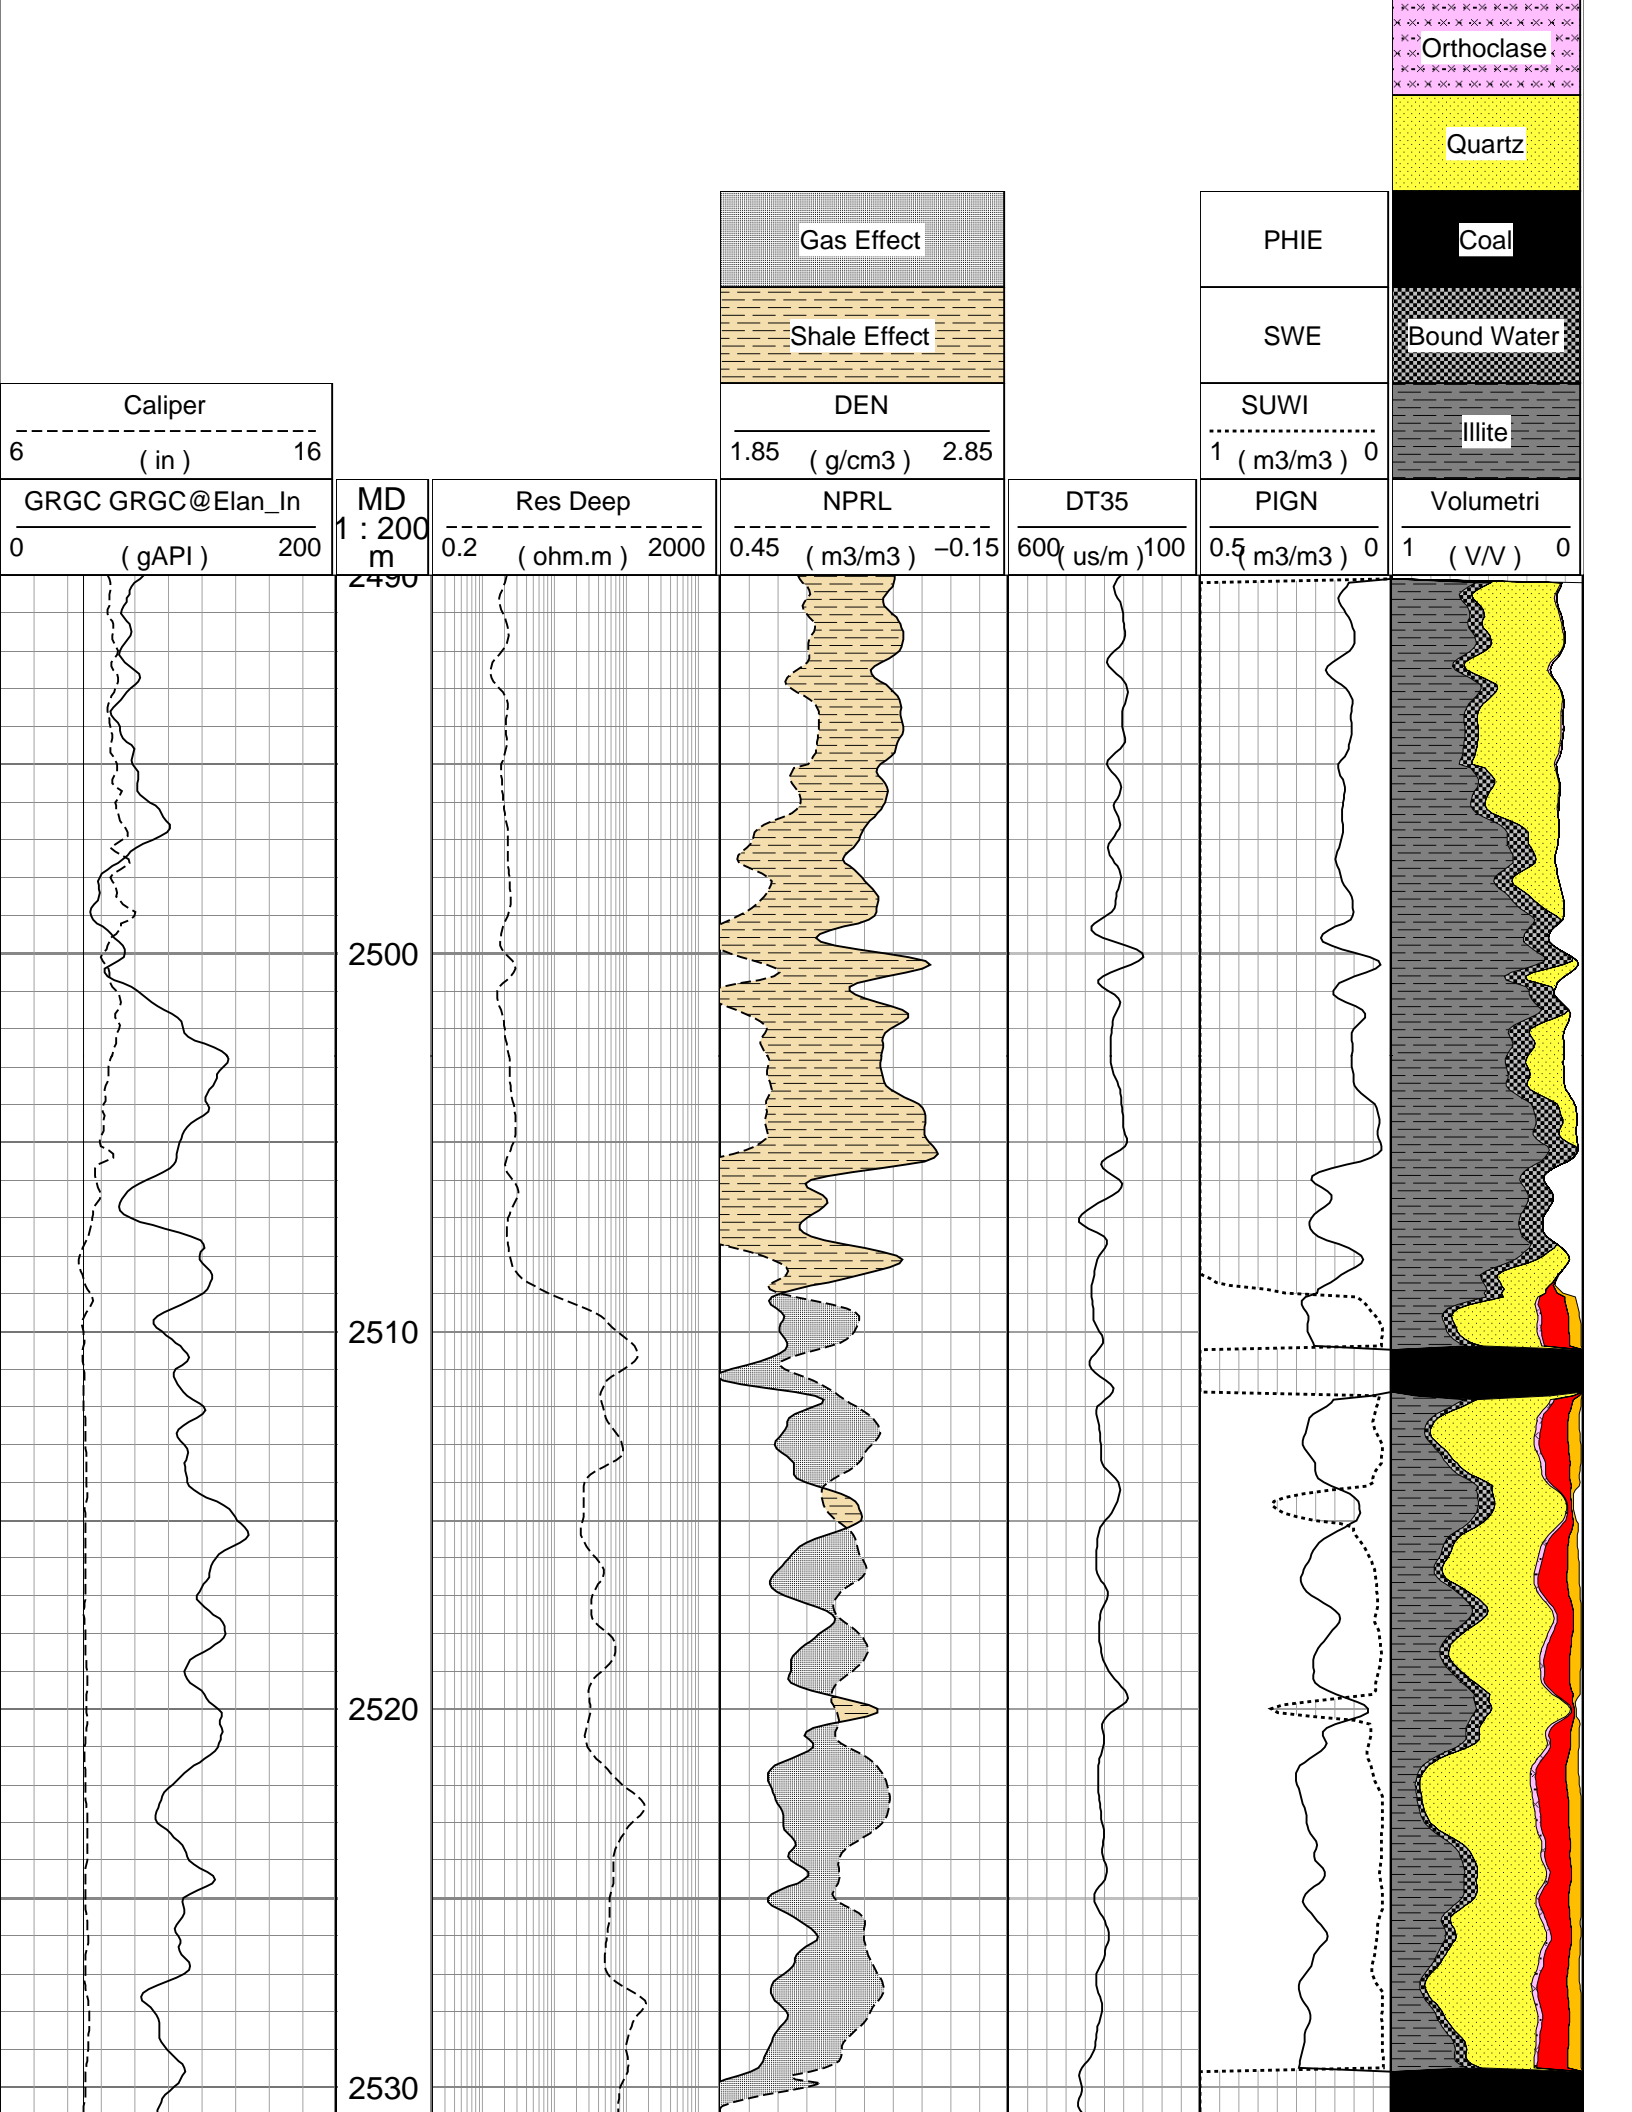 Orthoclase
Quartz
Gas Effect
PHIE
Coal
Shale Effect
SWE
Bound Water
Caliper
6 ( in ) 16
DEN
1.85 ( g/cm3 ) 2.85
SUWI
1 ( m3/m3 ) 0
Illite
GRGC GRGC@Elan_In
0 ( gAPI ) 200
MD
1 : 200
m
Res Deep
0.2 ( ohm.m ) 2000
NPRL
0.45 ( m3/m3 ) −0.15
DT35
600 ( us/m ) 100
PIGN
0.5 ( m3/m3 ) 0
Volumetri
1 ( V/V ) 0
2490
2500
2510
2520
2530